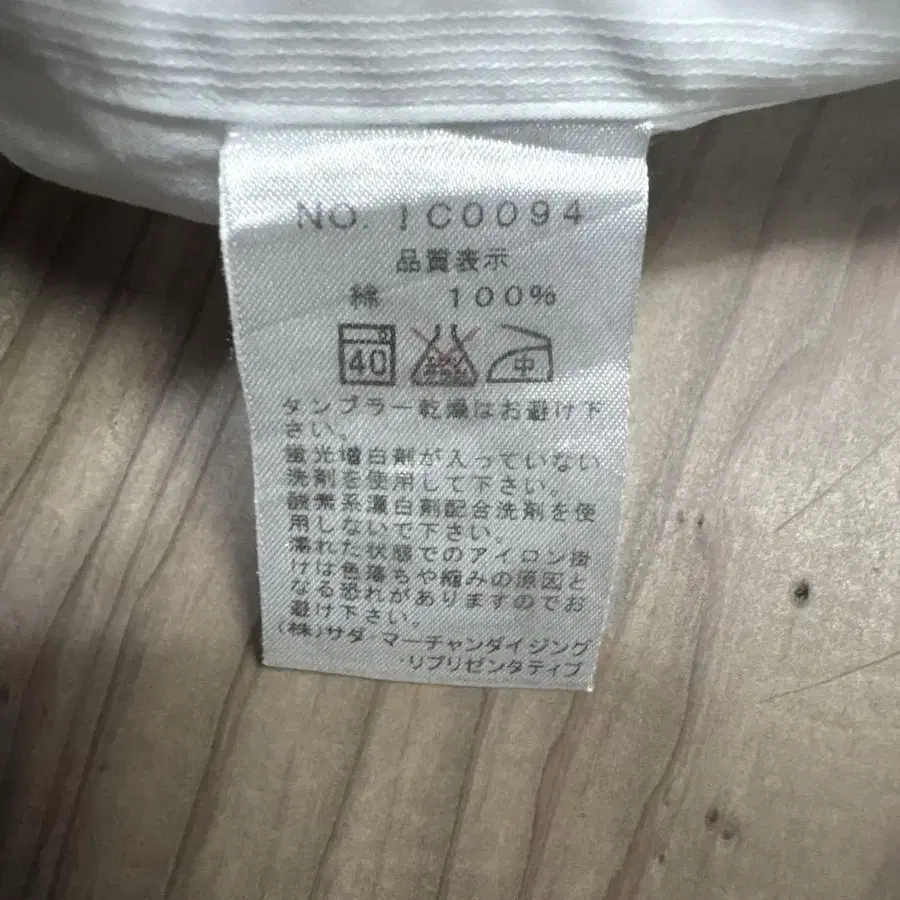 NO. IC0094
品質表示
綿 100%
40 中
タンブラー乾燥はお避け下
さい。
蛍光増白剤が入っていない
洗剤を使用して下さい。
酸素系漂白剤配合洗剤を使
用しないで下さい。
濡れた状態でのアイロン掛
けは色落ちや縮みの原因と
なる恐れがありますのでお
避け下さい。
(株)サダ・マーチャンダイジング
・リプリゼンタティブ